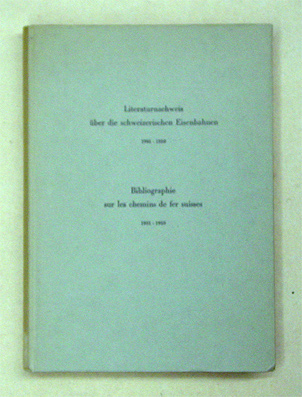 Literaturnachweis
über die schweizerischen Eisenbahnen
Bibliographie
sur les chemins de fer suisses